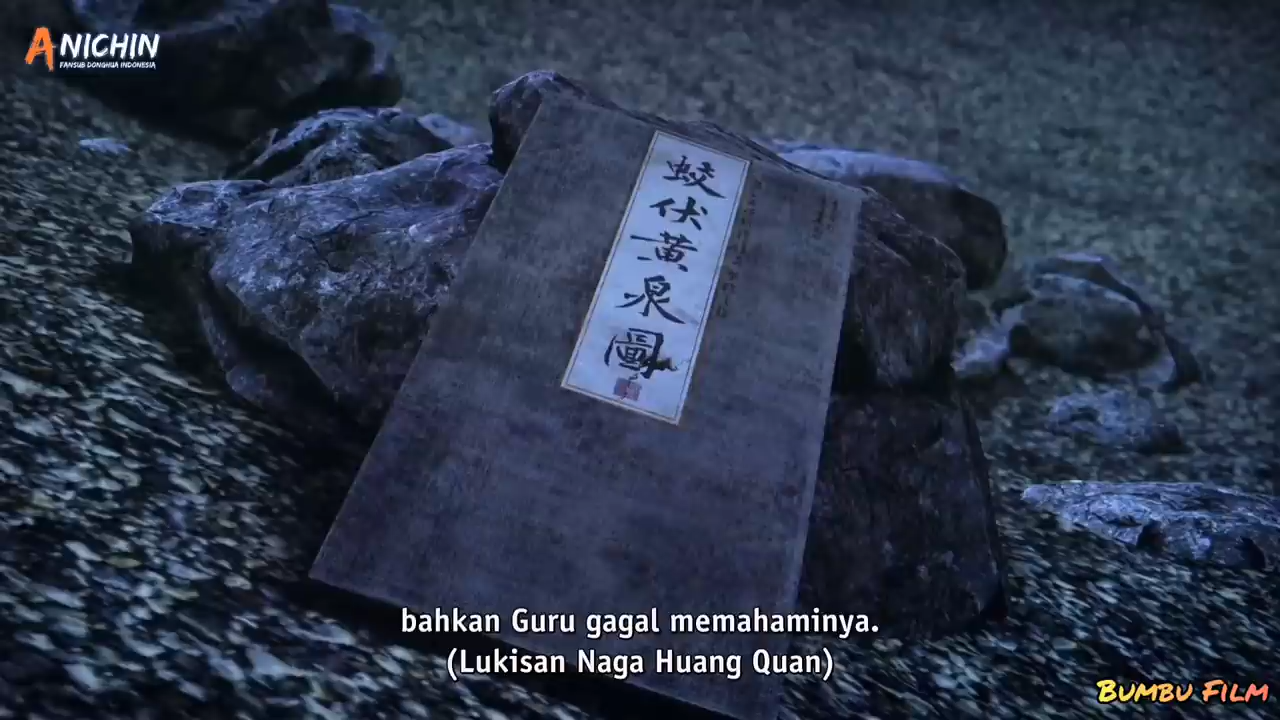 ANICHIN
FANSUB DONGHUA INDONESIA
蛟伏黃泉圖
bahkan Guru gagal memahaminya.
(Lukisan Naga Huang Quan)
BUMBU FILM